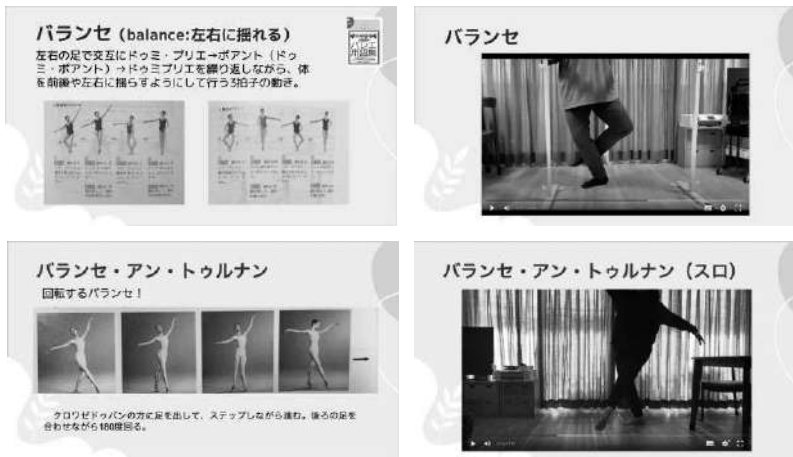 バランセ（balance:左右に揺れる）
左右の足で交互にドゥミ・プリエ→ポアント（ドゥ
ミ・ポアント）→ドゥミプリエを繰り返しながら、体
を前後や左右に揺らすようにして行う3拍子の動き。
バランセ
バランセ・アン・トゥルナン
回転するバランセ！
クロワゼドゥバンの方に足を出して、ステップしながら進む。後ろの足を
合わせながら180度回る。
バランセ・アン・トゥルナン（スロ）